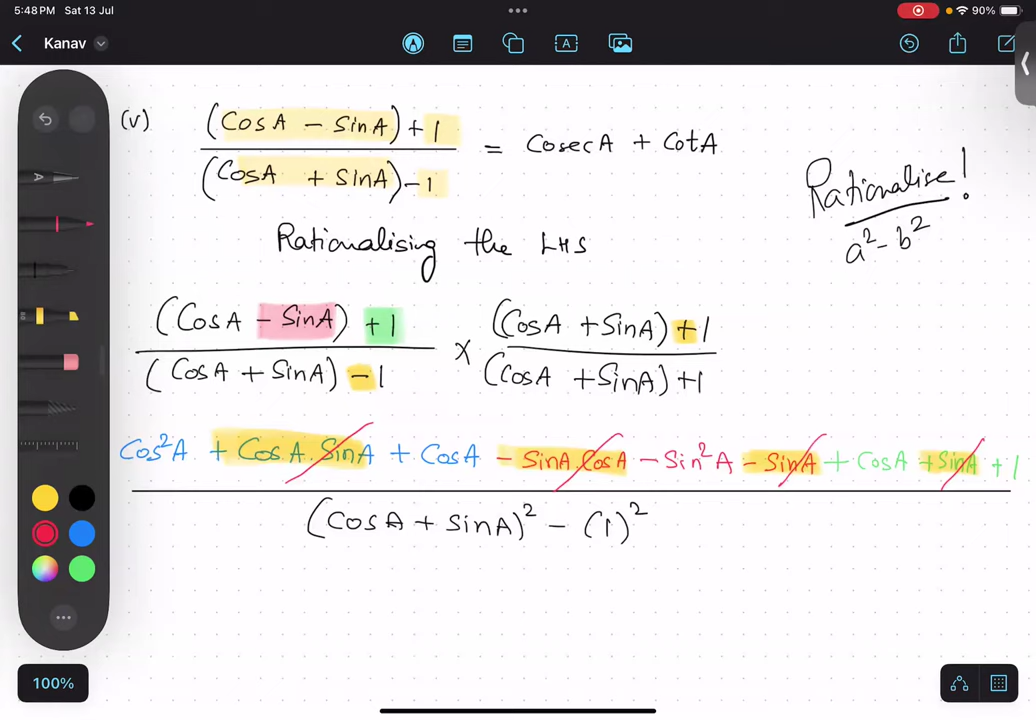 5:48 PM Sat 13 Jul
90%
Kanav
(v) (CosA - SinA) + 1
(CosA + SinA) - 1
= CosecA + CotA
Rationalise!
a² - b²
Rationalising the LHS
(CosA - SinA) + 1
(CosA + SinA) - 1
×
(CosA + SinA) + 1
(CosA + SinA) + 1
Cos²A + CosA.SinA + CosA - SinA.CosA - Sin²A - SinA + CosA + SinA + 1
(CosA + SinA)² - (1)²
100%